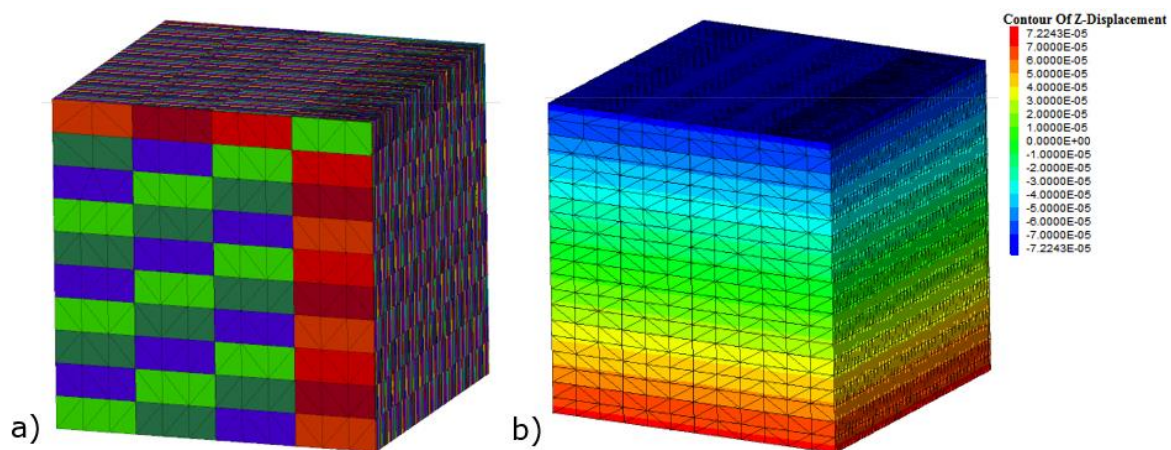 Contour Of Z-Displacement
7.2243E-05
7.0000E-05
6.0000E-05
5.0000E-05
4.0000E-05
3.0000E-05
2.0000E-05
1.0000E-05
0.0000E+00
-1.0000E-05
-2.0000E-05
-3.0000E-05
-4.0000E-05
-5.0000E-05
-6.0000E-05
-7.0000E-05
-7.2243E-05
a)
b)